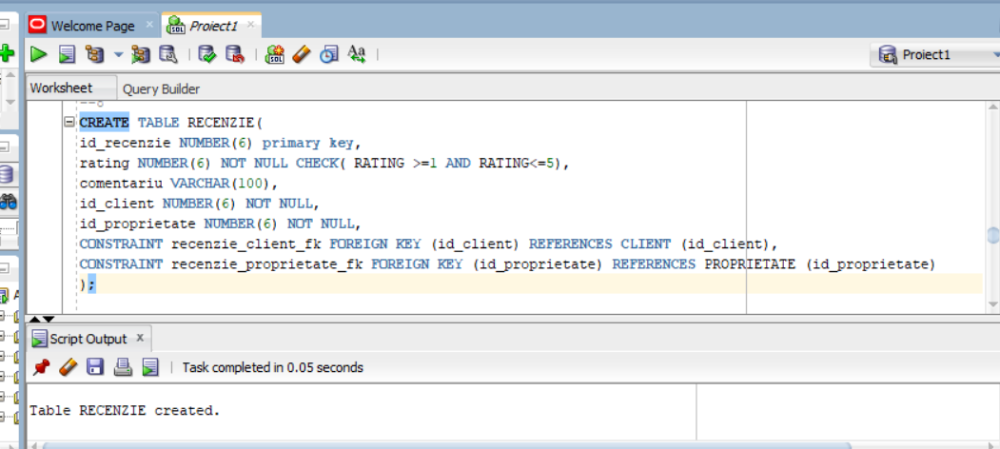 Welcome Page
Proiect1
Proiect1
Worksheet
Query Builder
CREATE TABLE RECENZIE(
id_recenzie NUMBER(6) primary key,
rating NUMBER(6) NOT NULL CHECK( RATING >=1 AND RATING<=5),
comentariu VARCHAR(100),
id_client NUMBER(6) NOT NULL,
id_proprietate NUMBER(6) NOT NULL,
CONSTRAINT recenzie_client_fk FOREIGN KEY (id_client) REFERENCES CLIENT (id_client),
CONSTRAINT recenzie_proprietate_fk FOREIGN KEY (id_proprietate) REFERENCES PROPRIETATE (id_proprietate)
);
Script Output
Task completed in 0.05 seconds
Table RECENZIE created.